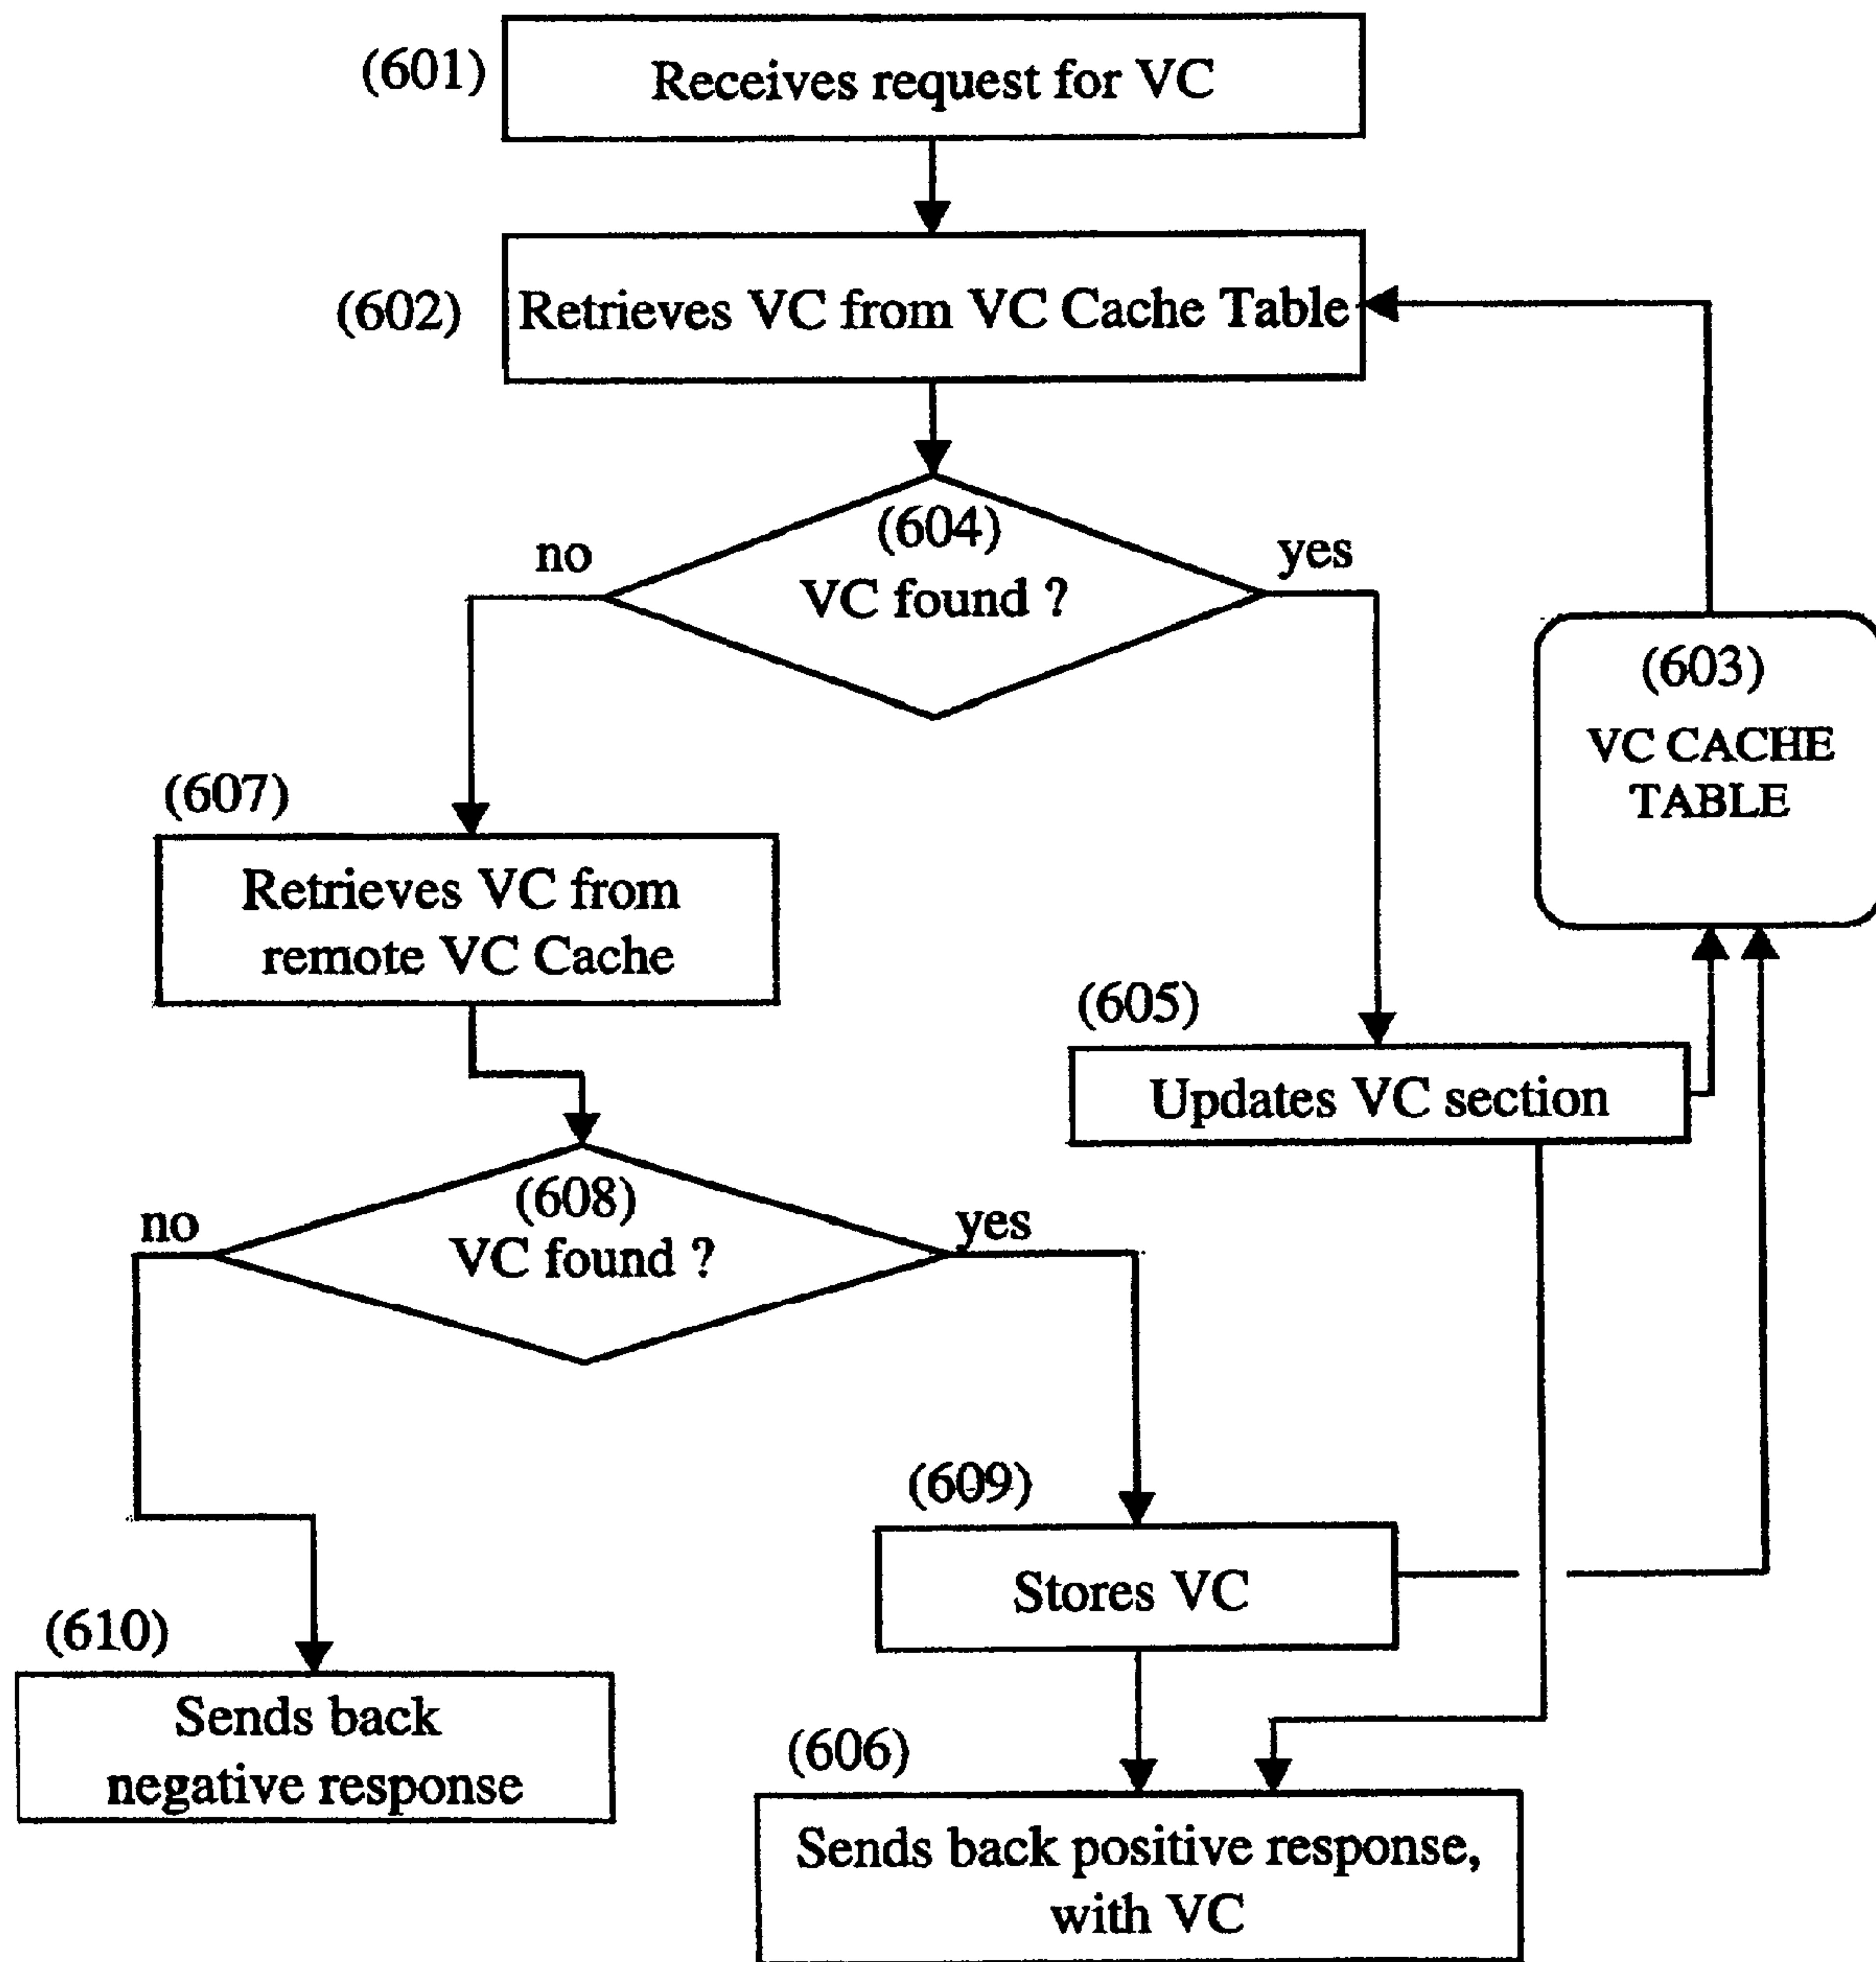 (601)
Receives request for VC
(602)
Retrieves VC from VC Cache Table
(604)
no
yes
VC found ?
(603)
VC CACHE
TABLE
(607)
Retrieves VC from
remote VC Cache
(605)
Updates VC section
(608)
no
yes
VC found ?
(609)
Stores VC
(610)
Sends back
negative response
(606)
Sends back positive response,
with VC